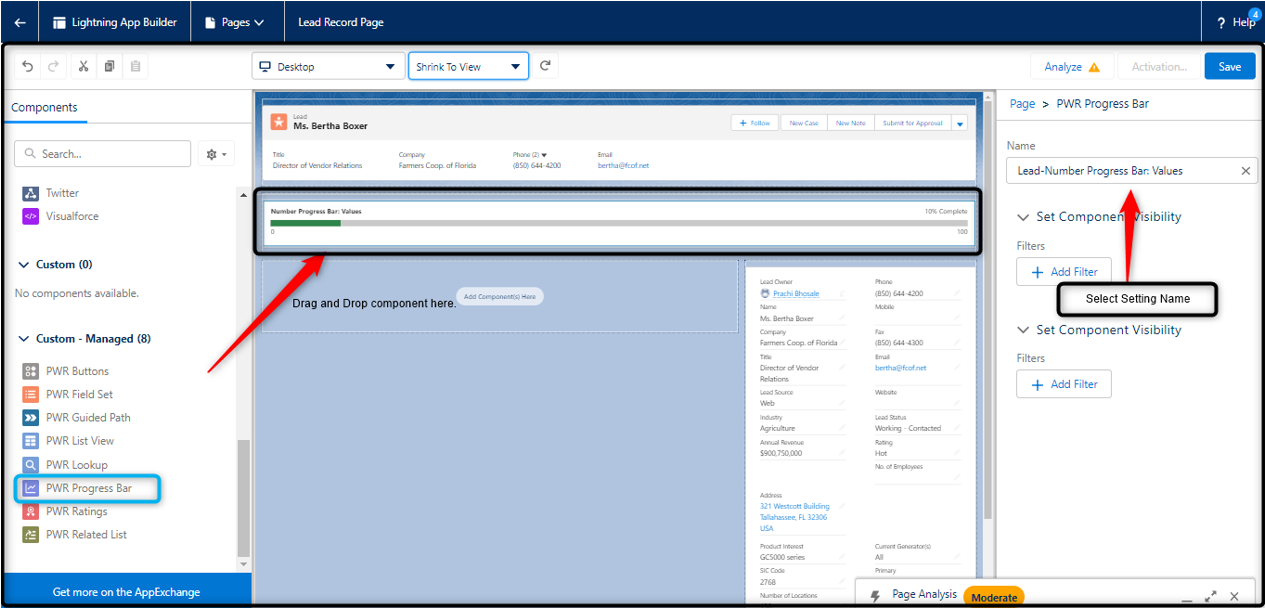 Lightning App Builder
Pages
Lead Record Page
? Help
4
Desktop
Shrink To View
Analyze
Activation...
Save
Components
Search...
Twitter
Visualforce
Custom (0)
No components available.
Custom - Managed (8)
PWR Buttons
PWR Field Set
PWR Guided Path
PWR List View
PWR Lookup
PWR Progress Bar
PWR Ratings
PWR Related List
Get more on the AppExchange
Lead
Ms. Bertha Boxer
+ Follow
New Case
New Note
Submit for Approval
Title
Company
Phone (2)
Email
Director of Vendor Relations
Farmers Coop. of Florida
(850) 644-4200
bertha@fcof.net
Number Progress Bar: Values
10% Complete
0
100
Drag and Drop component here.
Add Component(s) Here
Lead Owner
Phone
Prachi Bhosale
(850) 644-4200
Name
Mobile
Ms. Bertha Boxer
Company
Fax
Farmers Coop. of Florida
(850) 644-4300
Title
Email
Director of Vendor
bertha@fcof.net
Relations
Lead Source
Website
Web
Industry
Lead Status
Agriculture
Working - Contacted
Annual Revenue
Rating
$900,750,000
Hot
No. of Employees
Address
321 Westcott Building
Tallahassee, FL 32306
USA
Product Interest
Current Generator(s)
GC5000 series
All
SIC Code
Primary
2768
Number of Locations
Page > PWR Progress Bar
Name
Lead-Number Progress Bar: Values
Set Component Visibility
Filters
+ Add Filter
Select Setting Name
Set Component Visibility
Filters
+ Add Filter
Page Analysis
Moderate